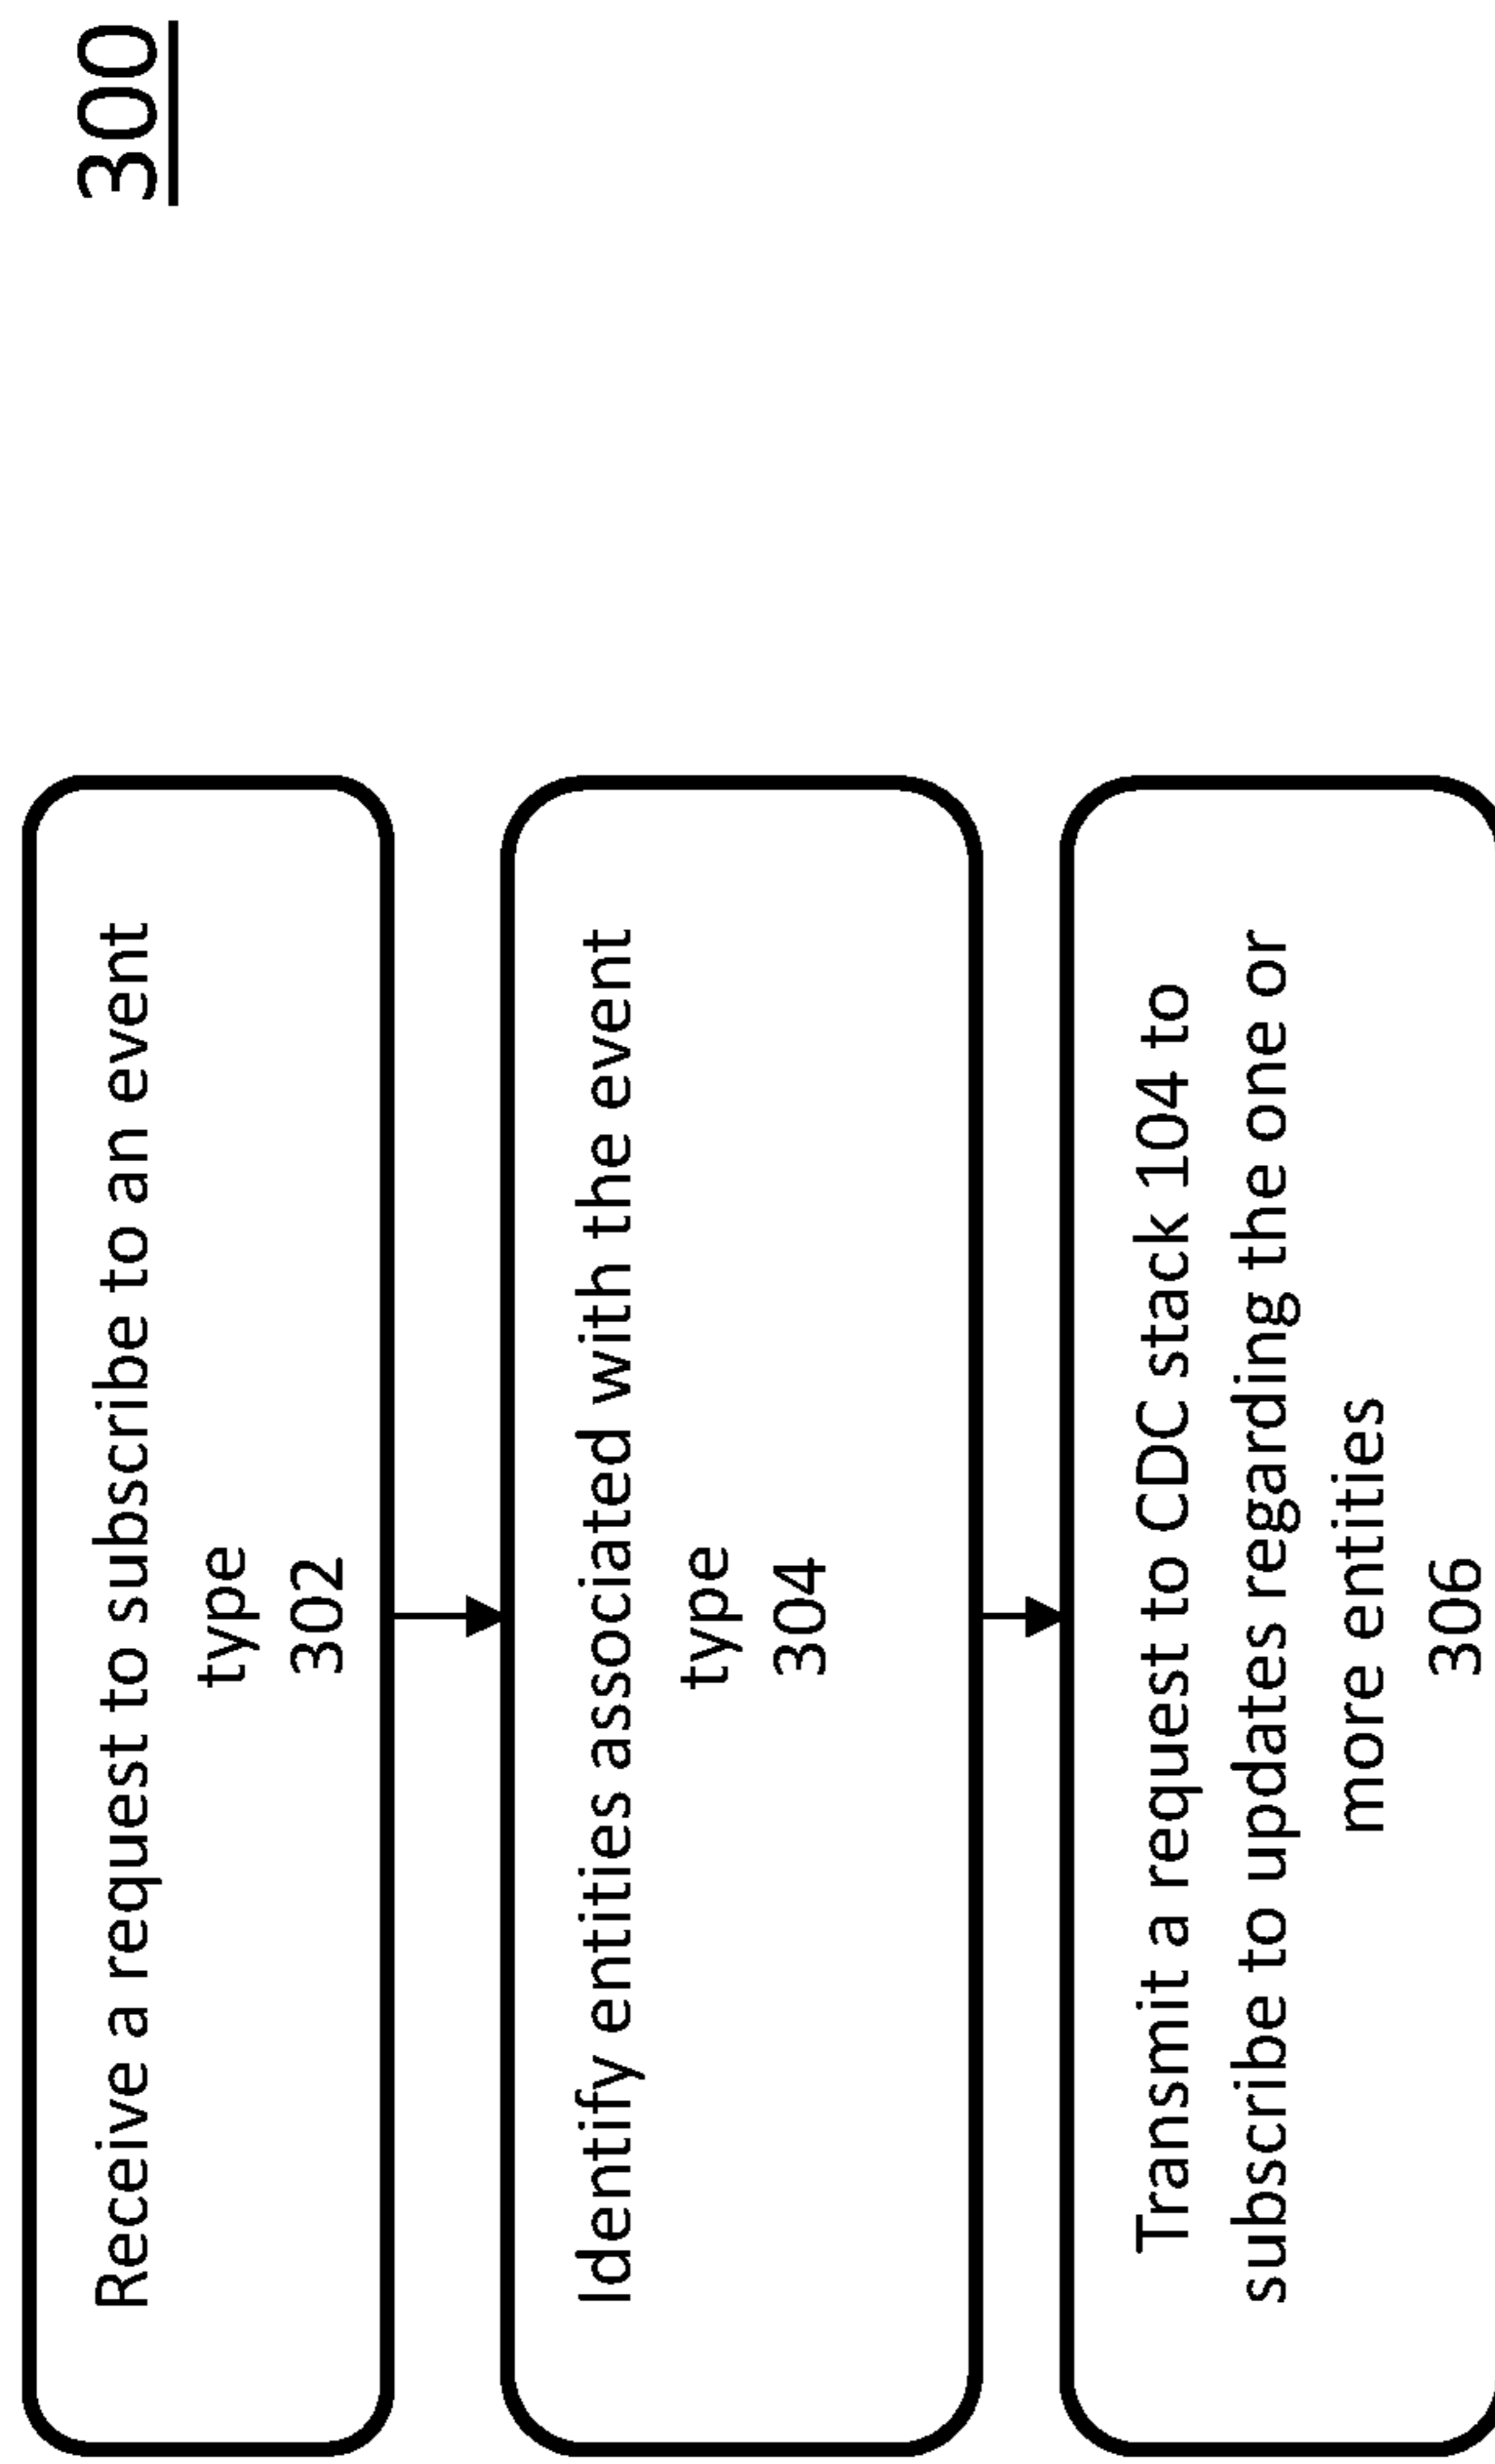 300
Receive a request to subscribe to an event
type
302
Identify entities associated with the event
type
304
Transmit a request to CDC stack 104 to
subscribe to updates regarding the one or
more entities
306